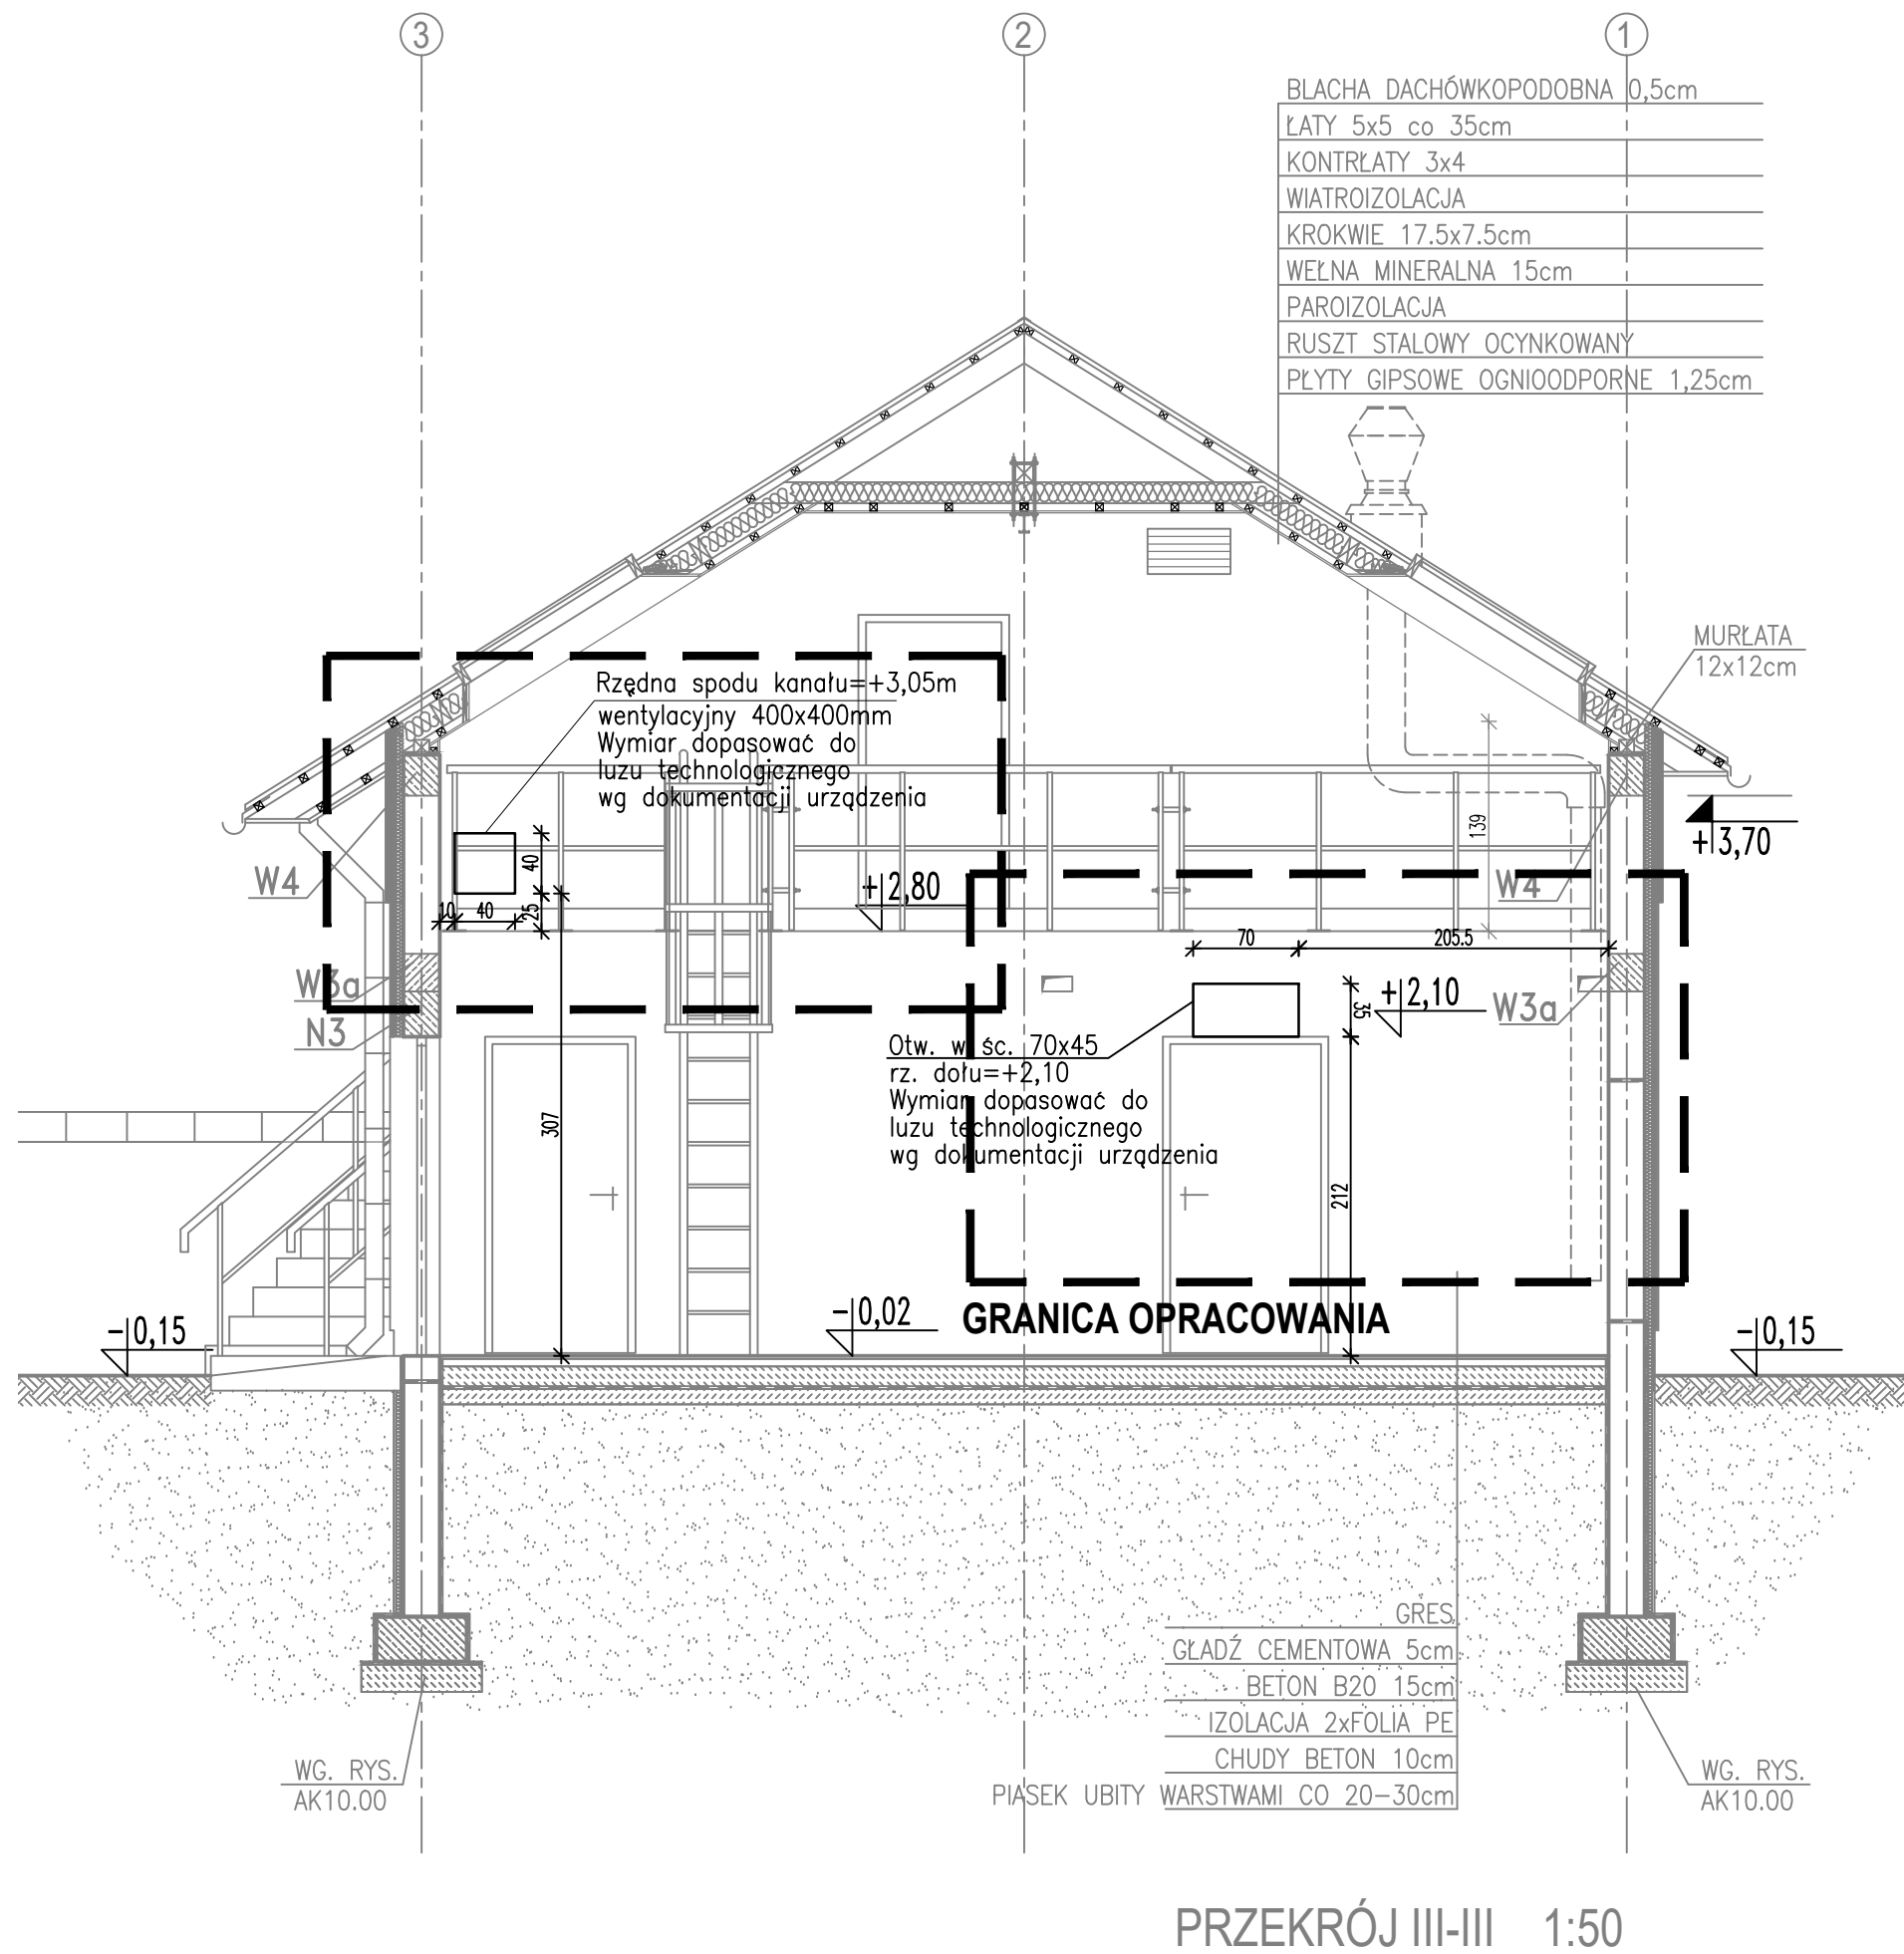 3
2
1
BLACHA DACHÓWKOPODOBNA 0,5cm
ŁATY 5x5 co 35cm
KONTRŁATY 3x4
WIATROIZOLACJA
KROKWIE 17.5x7.5cm
WEŁNA MINERALNA 15cm
PAROIZOLACJA
RUSZT STALOWY OCYNKOWANY
PŁYTY GIPSOWE OGNIOODPORNE 1,25cm
MURŁATA
12x12cm
Rzędna spodu kanału=+3,05m
wentylacyjny 400x400mm
Wymiar dopasować do
luzu technologicznego
wg dokumentacji urządzenia
139
+3,70
W4
40
+2,80
W4
10
40
25
70
205.5
W3a
+2,10
35
W3a
N3
Otw. w śc. 70x45
rz. dołu=+2,10
Wymiar dopasować do
luzu technologicznego
wg dokumentacji urządzenia
307
212
-0,15
-0,02
GRANICA OPRACOWANIA
-0,15
GRES
GŁADŹ CEMENTOWA 5cm
BETON B20 15cm
IZOLACJA 2xFOLIA PE
CHUDY BETON 10cm
PIASEK UBITY WARSTWAMI CO 20-30cm
WG. RYS.
AK10.00
WG. RYS.
AK10.00
PRZEKRÓJ III-III 1:50